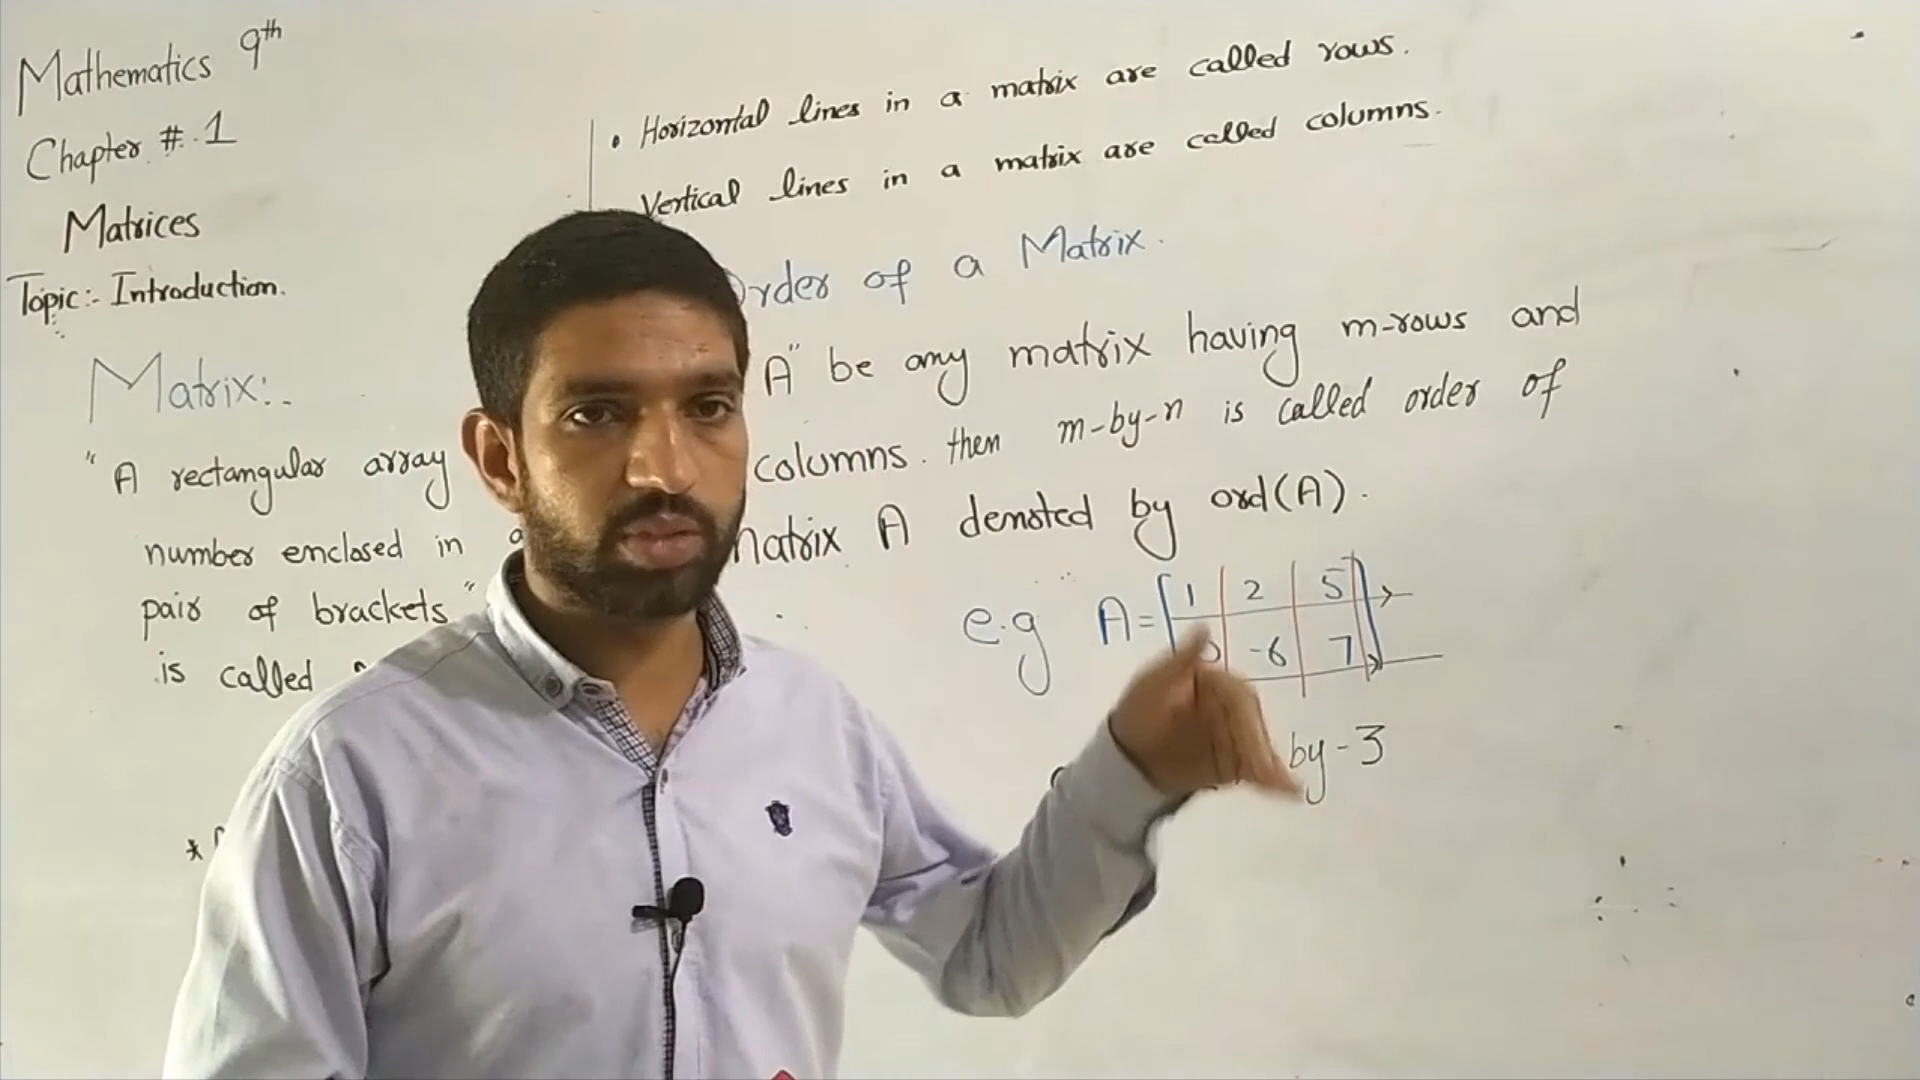 Mathematics 9th
Chapter # 1
Matrices
Topic:- Introduction.
Matrix:-
" A rectangular array
number enclosed in a
pair of brackets "
is called
*
• Horizontal lines in a matrix are called rows.
Vertical lines in a matrix are called columns.
Order of a Matrix.
A" be any matrix having m-rows and
columns. then m-by-n is called order of
matrix A denoted by ord(A).
e.g A = [1 2 5]
0 -6 7
by-3